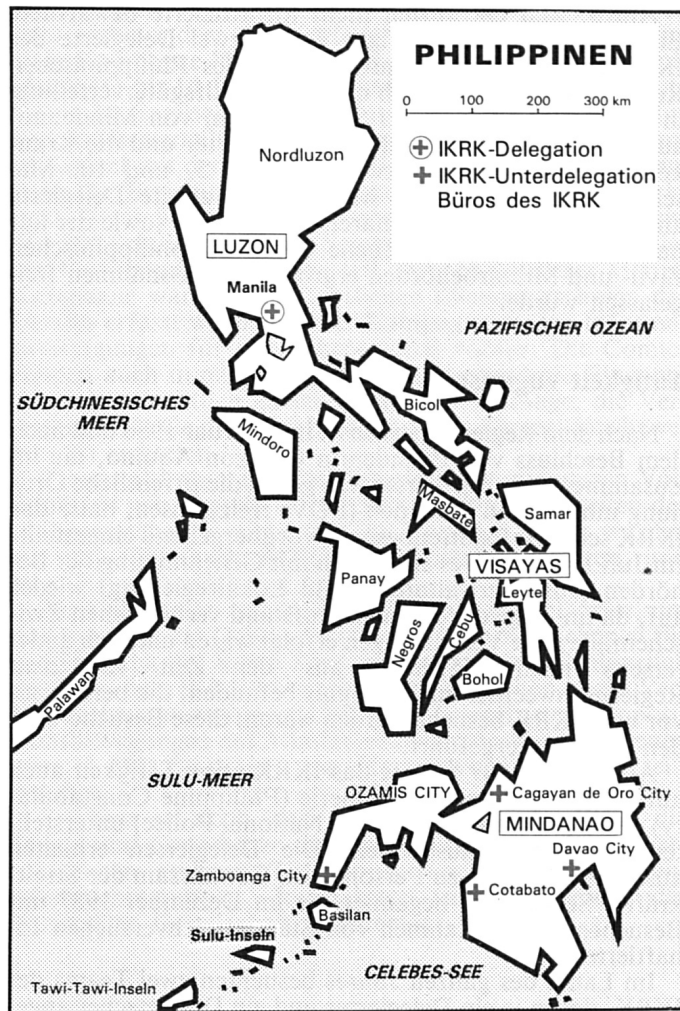 PHILIPPINEN
0 100 200 300 km
IKRK-Delegation
IKRK-Unterdelegation
Büros des IKRK
Nordluzon
LUZON
Manila
PAZIFISCHER OZEAN
SÜDCHINESISCHES
MEER
Bicol
Mindoro
Masbate
Samar
VISAYAS
Panay
Leyte
Negros
Cebu
Bohol
Palawan
SULU-MEER
OZAMIS CITY
Cagayan de Oro City
MINDANAO
Davao City
Zamboanga City
Cotabato
Basilan
Sulu-Inseln
CELEBES-SEE
Tawi-Tawi-Inseln